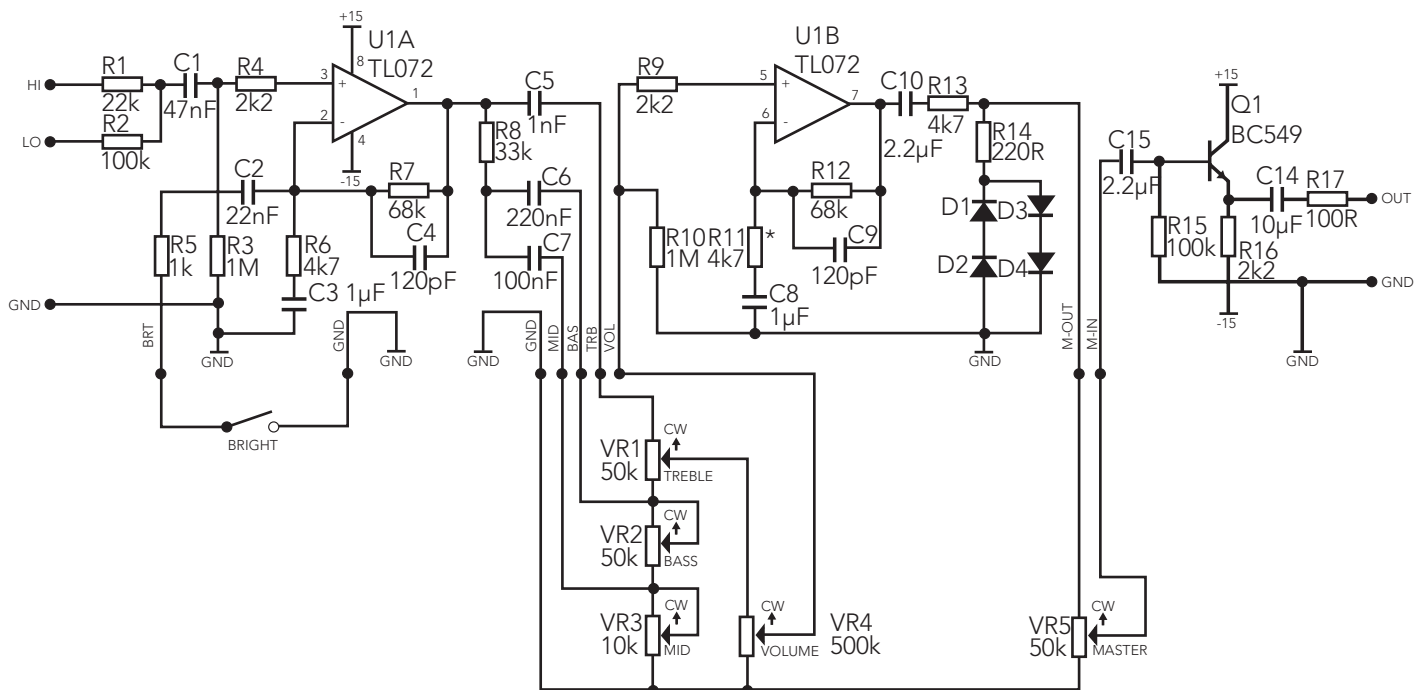 +15
8
U1A
TL072
3
+
2
-
1
4
-15
HI
R1
22k
C1
47nF
R4
2k2
LO
R2
100k
C2
22nF
R5
1k
R3
1M
R6
4k7
C3
1µF
R7
68k
C4
120pF
GND
GND
BRT
GND
GND
BRIGHT
C5
1nF
R8
33k
C6
220nF
C7
100nF
GND
GND
MID
BAS
TRB
VOL
R9
2k2
U1B
TL072
5
+
6
-
7
C10
2.2µF
R13
4k7
R12
68k
C9
120pF
R10
1M
R11
4k7
*
C8
1µF
R14
220R
D1
D3
D2
D4
GND
M-OUT
M-IN
+15
Q1
BC549
C15
2.2µF
C14
10µF
R17
100R
OUT
R15
100k
R16
2k2
-15
GND
GND
VR1
50k
CW
TREBLE
VR2
50k
CW
BASS
VR3
10k
CW
MID
CW
VOLUME
VR4
500k
VR5
50k
CW
MASTER